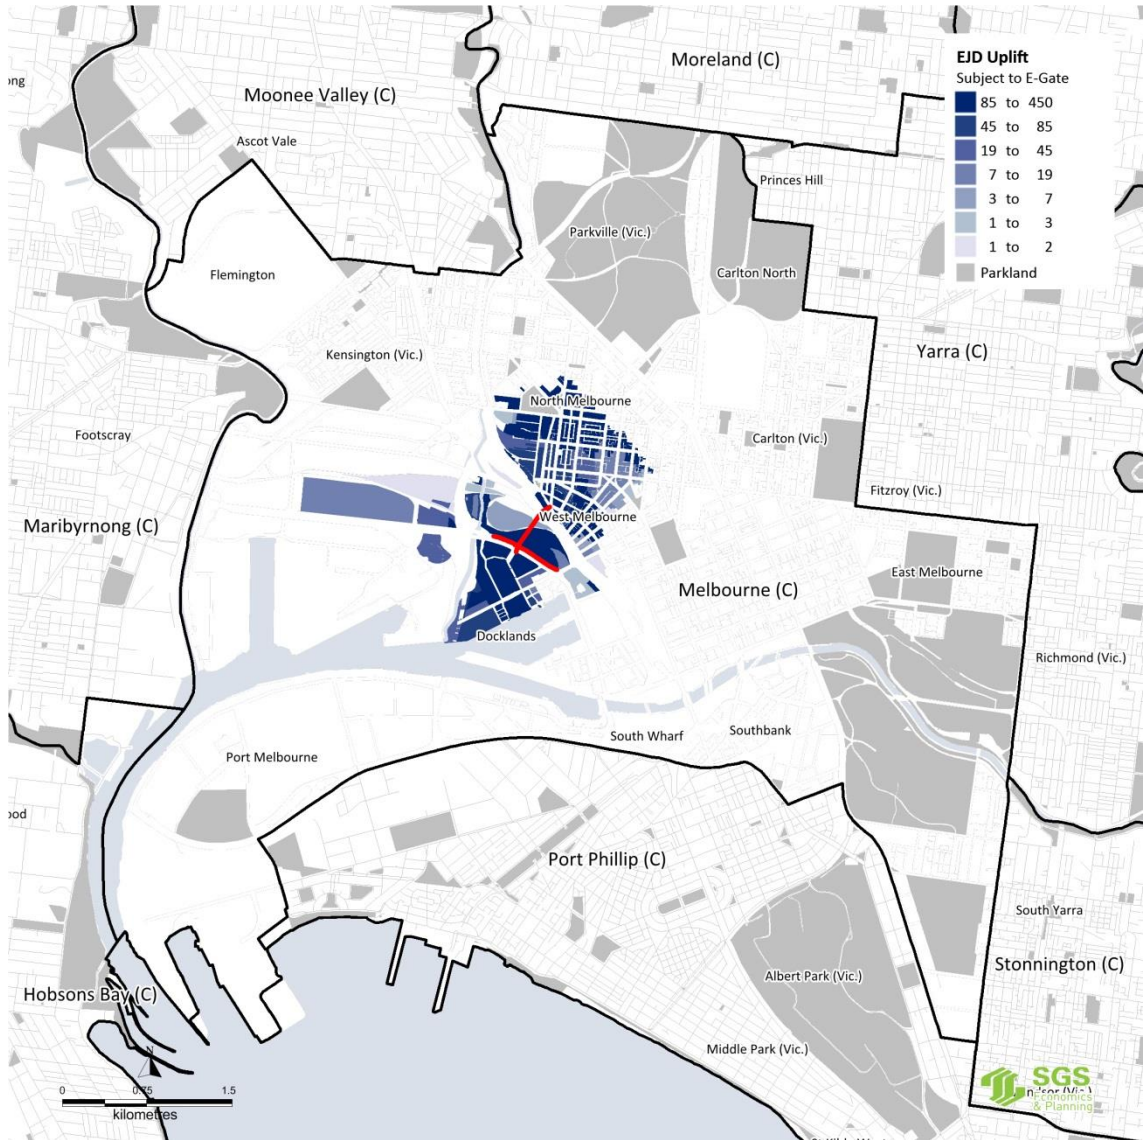 Moreland (C)
EJD Uplift
Subject to E-Gate
85 to 450
45 to 85
19 to 45
7 to 19
3 to 7
1 to 3
1 to 2
Parkland
ong
Moonee Valley (C)
Ascot Vale
Princes Hill
Parkville (Vic.)
Flemington
Carlton North
Kensington (Vic.)
Yarra (C)
North Melbourne
Footscray
Carlton (Vic.)
Fitzroy (Vic.)
Maribyrnong (C)
West Melbourne
East Melbourne
Melbourne (C)
Docklands
Richmond (Vic.)
South Wharf
Southbank
Port Melbourne
ood
Port Phillip (C)
South Yarra
Stonnington (C)
Albert Park (Vic.)
Hobsons Bay (C)
Middle Park (Vic.)
N
0 0.75 1.5
kilometres
SGS
Economics
& Planning
ndsor (Vic.)